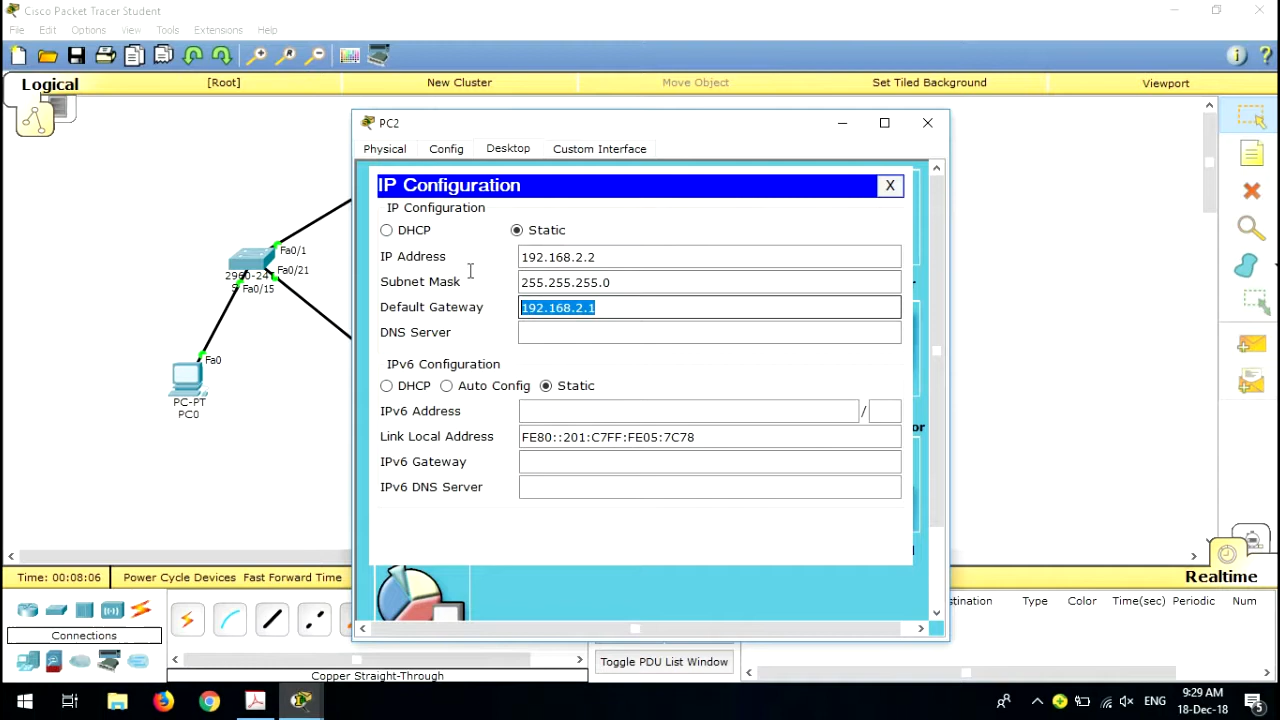 Cisco Packet Tracer Student
File Edit Options View Tools Extensions Help
Logical [Root] New Cluster Move Object Set Tiled Background Viewport
PC2
Physical Config Desktop Custom Interface
IP Configuration X
IP Configuration
DHCP Static
IP Address 192.168.2.2
Subnet Mask 255.255.255.0
Default Gateway 192.168.2.1
DNS Server
IPv6 Configuration
DHCP Auto Config Static
IPv6 Address /
Link Local Address FE80::201:C7FF:FE05:7C78
IPv6 Gateway
IPv6 DNS Server
Fa0/1
Fa0/21
Fa0/15
Fa0
PC-PT
PC0
Time: 00:08:06 Power Cycle Devices Fast Forward Time Realtime
Connections
Copper Straight-Through
Toggle PDU List Window
stination Type Color Time(sec) Periodic Num
ENG
9:29 AM
18-Dec-18
5